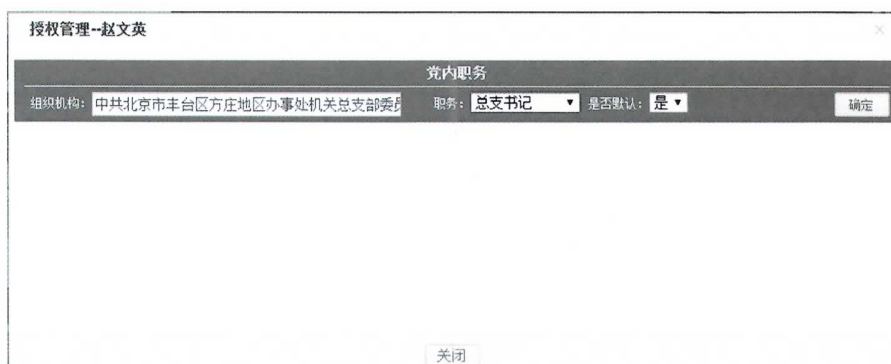 授权管理--赵文英
党内职务
组织机构: 中共北京市丰台区方庄地区办事处机关总支部委 职务: 总支书记 是否默认: 是 确定
关闭